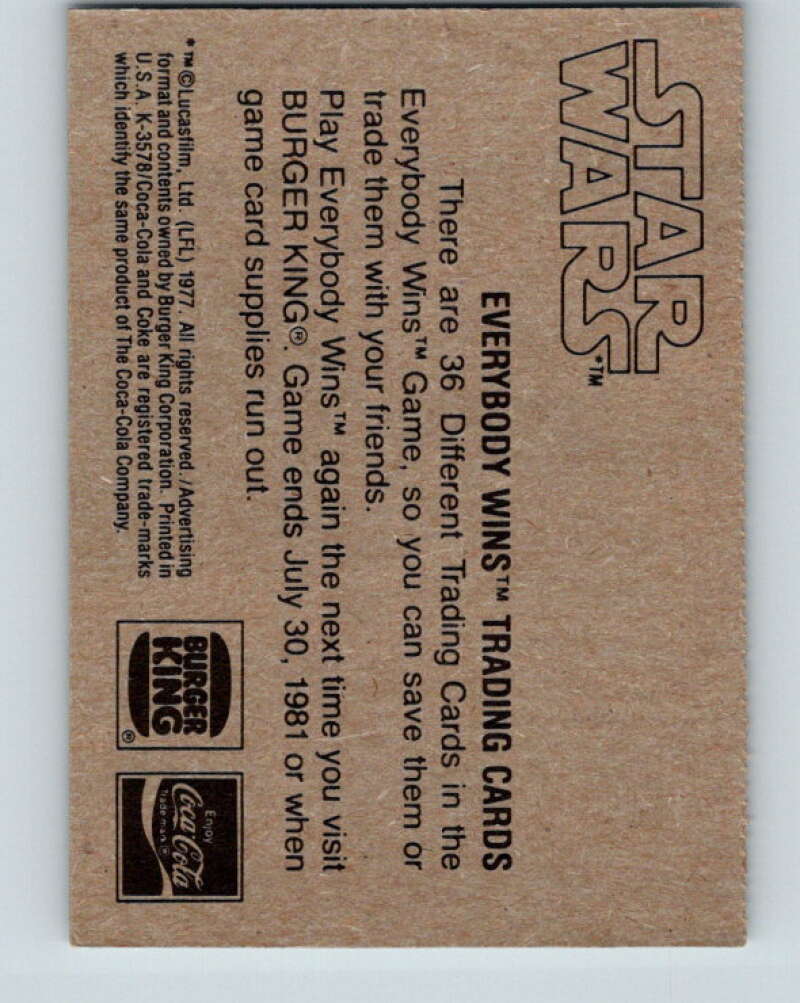 STAR
WARS*™
EVERYBODY WINS™ TRADING CARDS
There are 36 Different Trading Cards in the
Everybody Wins™ Game, so you can save them or
trade them with your friends.
Play Everybody Wins™ again the next time you visit
BURGER KING®. Game ends July 30, 1981 or when
game card supplies run out.
*™©Lucasfilm, Ltd. (LFL) 1977. All rights reserved./Advertising
format and contents owned by Burger King Corporation. Printed in
U.S.A. K-3578/Coca-Cola and Coke are registered trade-marks
which identify the same product of The Coca-Cola Company.
BURGER
KING
®
Enjoy
Coca-Cola
Trade-mark®